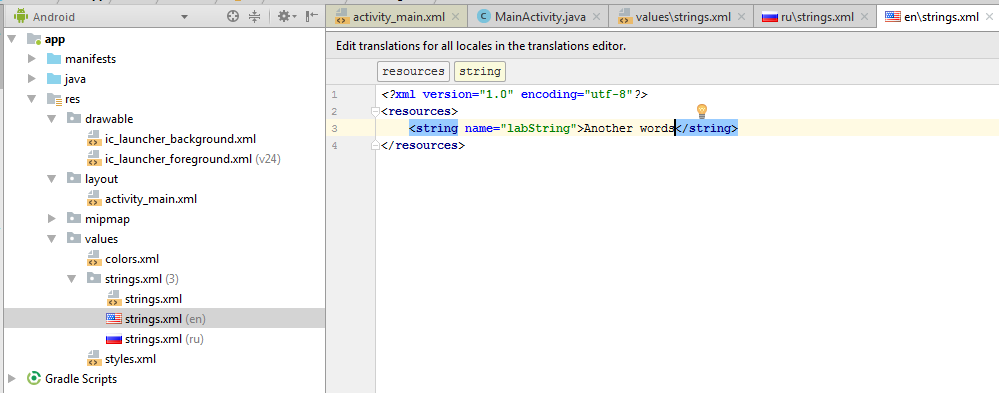 Android
activity_main.xml
MainActivity.java
values\strings.xml
ru\strings.xml
en\strings.xml
app
manifests
java
res
drawable
ic_launcher_background.xml
ic_launcher_foreground.xml (v24)
layout
activity_main.xml
mipmap
values
colors.xml
strings.xml (3)
strings.xml
strings.xml (en)
strings.xml (ru)
styles.xml
Gradle Scripts
Edit translations for all locales in the translations editor.
resources string
1 <?xml version="1.0" encoding="utf-8"?>
2 <resources>
3 <string name="labString">Another words</string>
4 </resources>